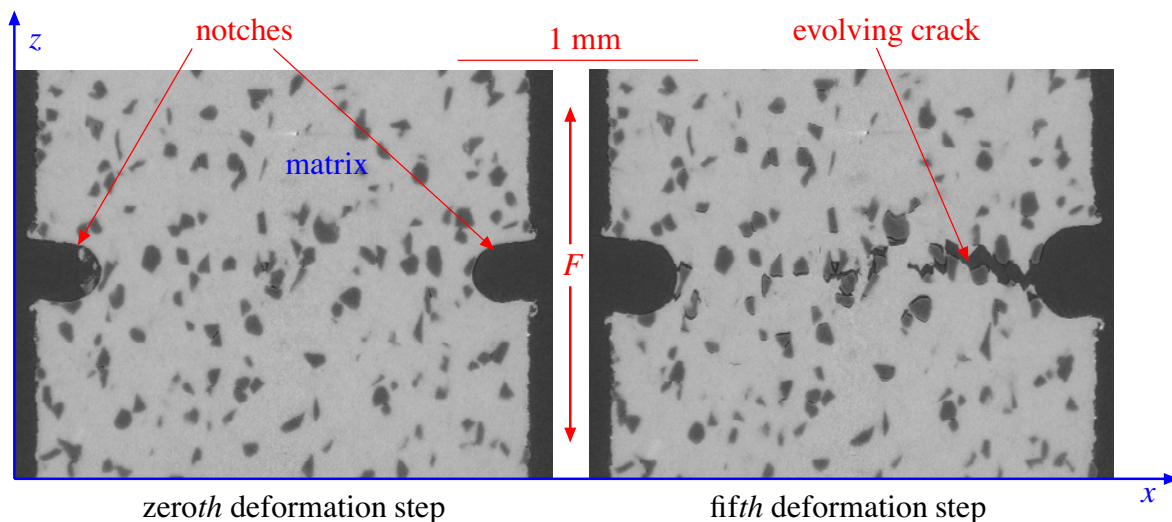 z
notches
1 mm
evolving crack
matrix
F
x
zeroth deformation step
fifth deformation step